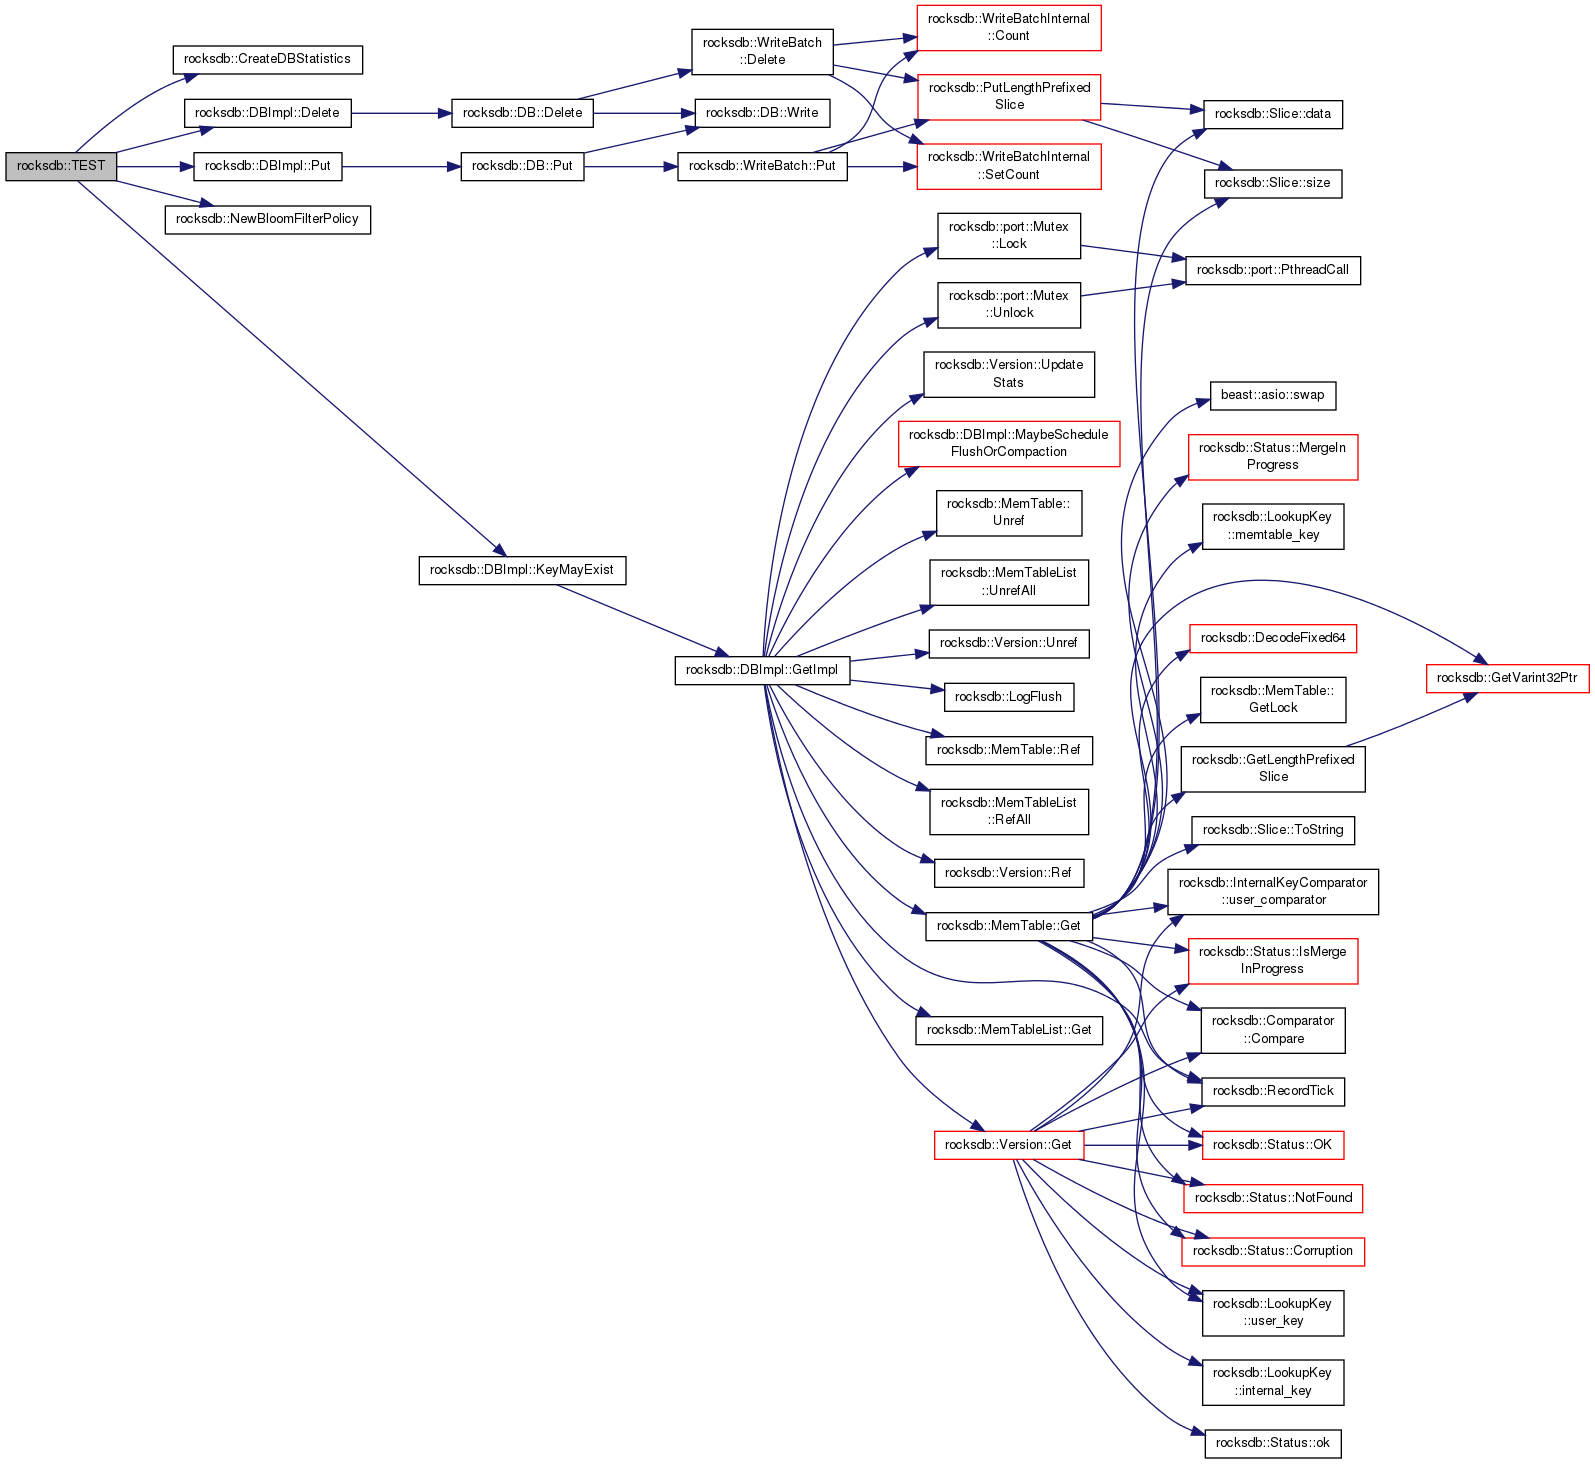 rocksdb::TEST
rocksdb::CreateDBStatistics
rocksdb::DBImpl::Delete
rocksdb::DBImpl::Put
rocksdb::NewBloomFilterPolicy
rocksdb::DBImpl::KeyMayExist
rocksdb::DB::Delete
rocksdb::DB::Put
rocksdb::WriteBatch
::Delete
rocksdb::DB::Write
rocksdb::WriteBatch::Put
rocksdb::DBImpl::GetImpl
rocksdb::WriteBatchInternal
::Count
rocksdb::PutLengthPrefixed
Slice
rocksdb::WriteBatchInternal
::SetCount
rocksdb::port::Mutex
::Lock
rocksdb::port::Mutex
::Unlock
rocksdb::Version::Update
Stats
rocksdb::DBImpl::MaybeSchedule
FlushOrCompaction
rocksdb::MemTable::
Unref
rocksdb::MemTableList
::UnrefAll
rocksdb::Version::Unref
rocksdb::LogFlush
rocksdb::MemTable::Ref
rocksdb::MemTableList
::RefAll
rocksdb::Version::Ref
rocksdb::MemTable::Get
rocksdb::MemTableList::Get
rocksdb::Version::Get
rocksdb::Slice::data
rocksdb::Slice::size
rocksdb::port::PthreadCall
beast::asio::swap
rocksdb::Status::MergeIn
Progress
rocksdb::LookupKey
::memtable_key
rocksdb::DecodeFixed64
rocksdb::MemTable::
GetLock
rocksdb::GetLengthPrefixed
Slice
rocksdb::Slice::ToString
rocksdb::InternalKeyComparator
::user_comparator
rocksdb::Status::IsMerge
InProgress
rocksdb::Comparator
::Compare
rocksdb::RecordTick
rocksdb::Status::OK
rocksdb::Status::NotFound
rocksdb::Status::Corruption
rocksdb::LookupKey
::user_key
rocksdb::LookupKey
::internal_key
rocksdb::Status::ok
rocksdb::GetVarint32Ptr